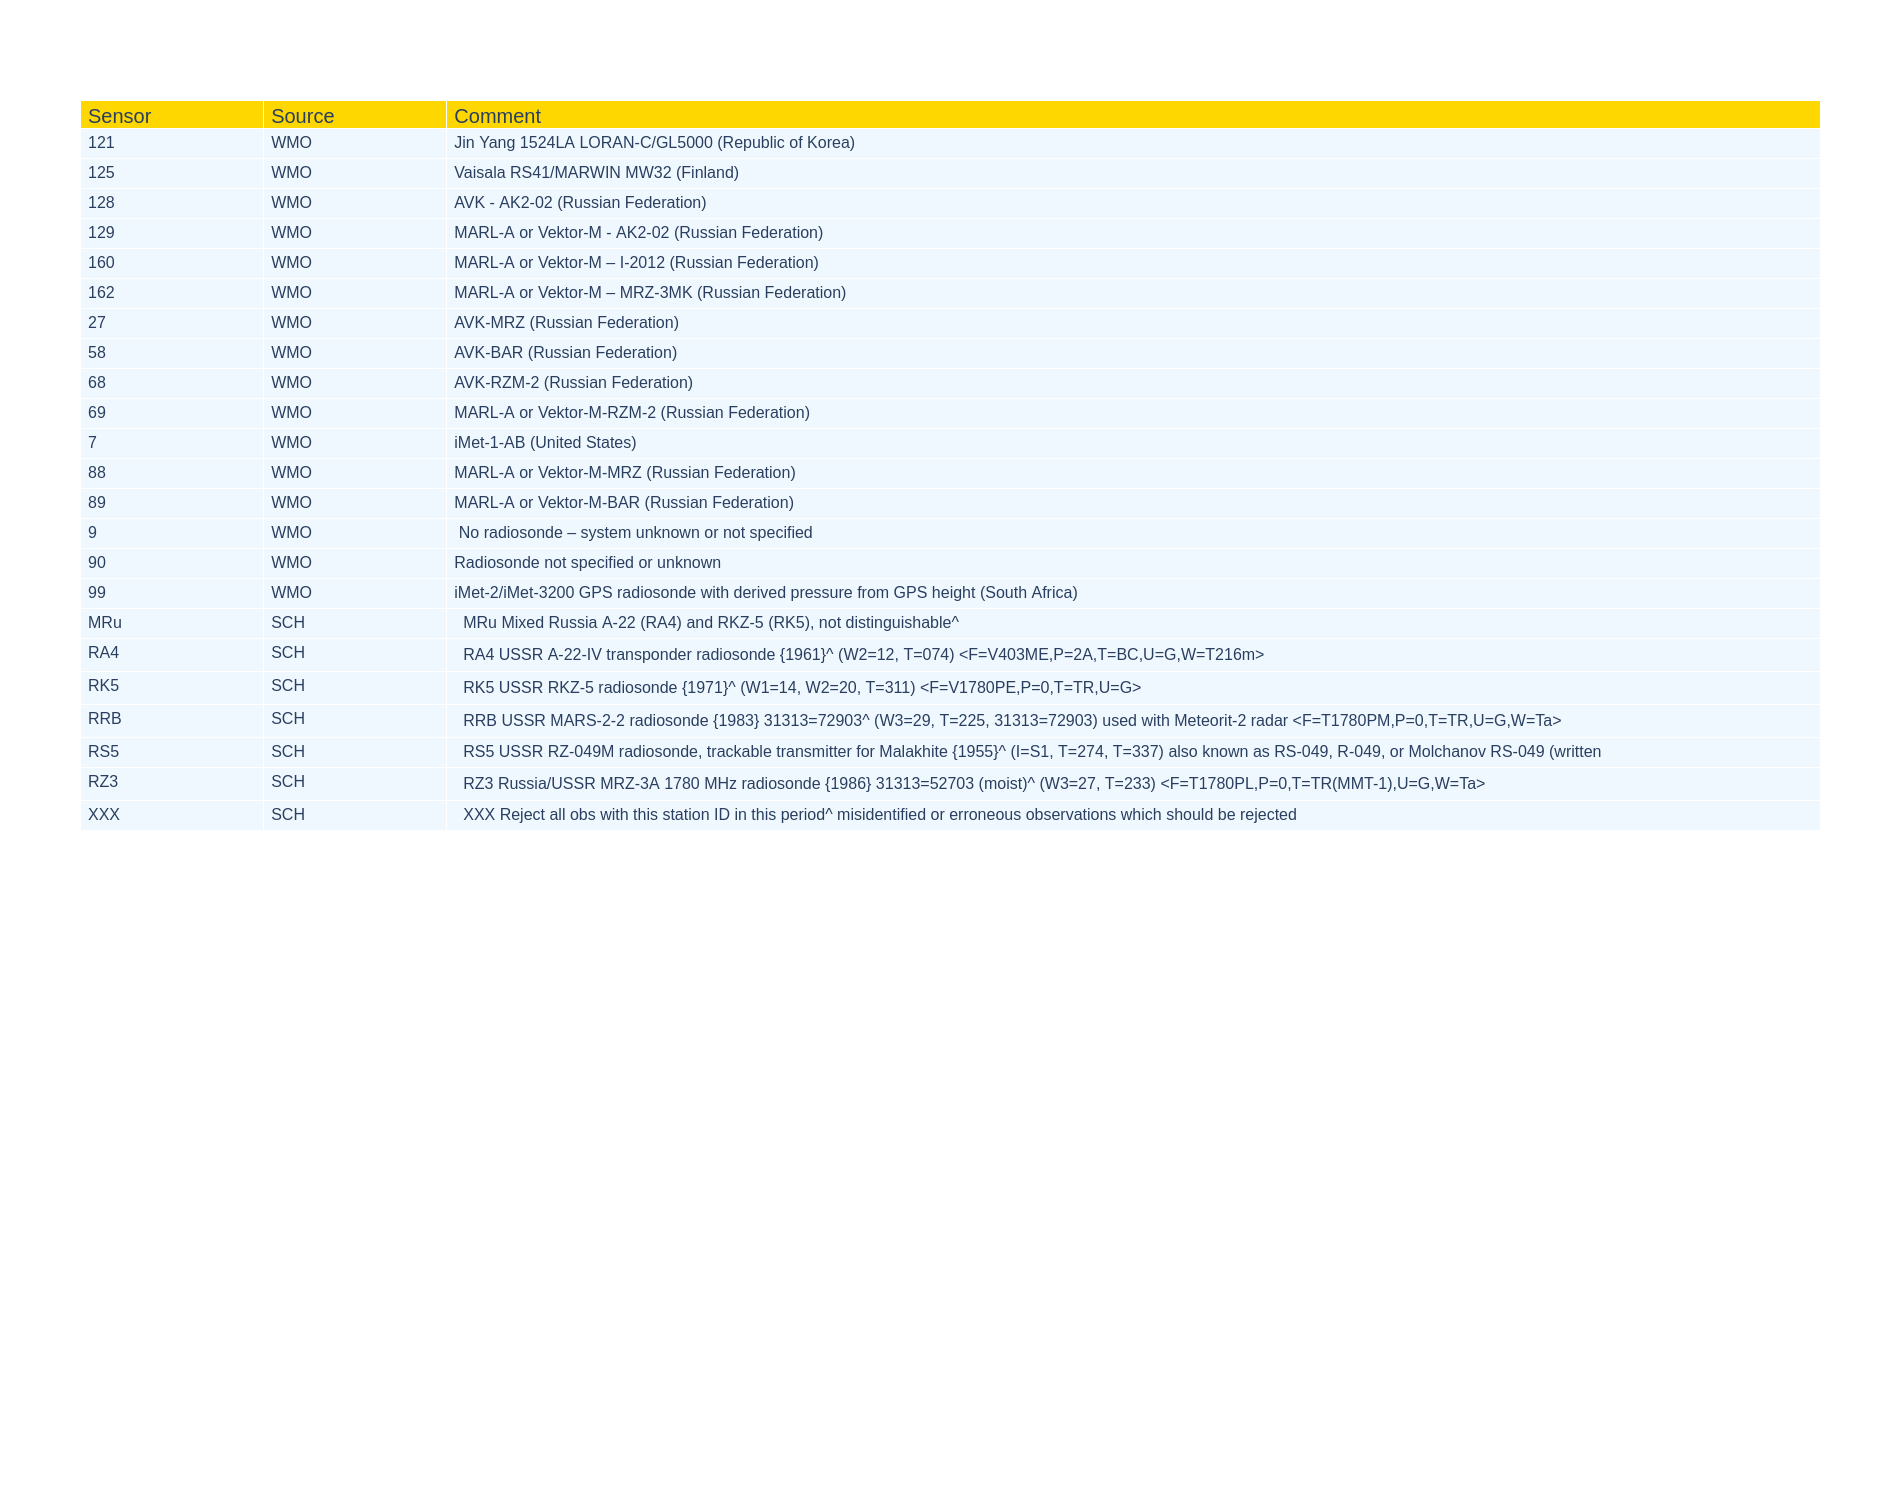 Sensor Source Comment
121 WMO Jin Yang 1524LA LORAN-C/GL5000 (Republic of Korea)
125 WMO Vaisala RS41/MARWIN MW32 (Finland)
128 WMO AVK - AK2-02 (Russian Federation)
129 WMO MARL-A or Vektor-M - AK2-02 (Russian Federation)
160 WMO MARL-A or Vektor-M – I-2012 (Russian Federation)
162 WMO MARL-A or Vektor-M – MRZ-3MK (Russian Federation)
27 WMO AVK-MRZ (Russian Federation)
58 WMO AVK-BAR (Russian Federation)
68 WMO AVK-RZM-2 (Russian Federation)
69 WMO MARL-A or Vektor-M-RZM-2 (Russian Federation)
7 WMO iMet-1-AB (United States)
88 WMO MARL-A or Vektor-M-MRZ (Russian Federation)
89 WMO MARL-A or Vektor-M-BAR (Russian Federation)
9 WMO No radiosonde – system unknown or not specified
90 WMO Radiosonde not specified or unknown
99 WMO iMet-2/iMet-3200 GPS radiosonde with derived pressure from GPS height (South Africa)
MRu SCH MRu Mixed Russia A-22 (RA4) and RKZ-5 (RK5), not distinguishable^
RA4 SCH RA4 USSR A-22-IV transponder radiosonde {1961}^ (W2=12, T=074) <F=V403ME,P=2A,T=BC,U=G,W=T216m>
RK5 SCH RK5 USSR RKZ-5 radiosonde {1971}^ (W1=14, W2=20, T=311) <F=V1780PE,P=0,T=TR,U=G>
RRB SCH RRB USSR MARS-2-2 radiosonde {1983} 31313=72903^ (W3=29, T=225, 31313=72903) used with Meteorit-2 radar <F=T1780PM,P=0,T=TR,U=G,W=Ta>
RS5 SCH RS5 USSR RZ-049M radiosonde, trackable transmitter for Malakhite {1955}^ (I=S1, T=274, T=337) also known as RS-049, R-049, or Molchanov RS-049 (written
RZ3 SCH RZ3 Russia/USSR MRZ-3A 1780 MHz radiosonde {1986} 31313=52703 (moist)^ (W3=27, T=233) <F=T1780PL,P=0,T=TR(MMT-1),U=G,W=Ta>
XXX SCH XXX Reject all obs with this station ID in this period^ misidentified or erroneous observations which should be rejected